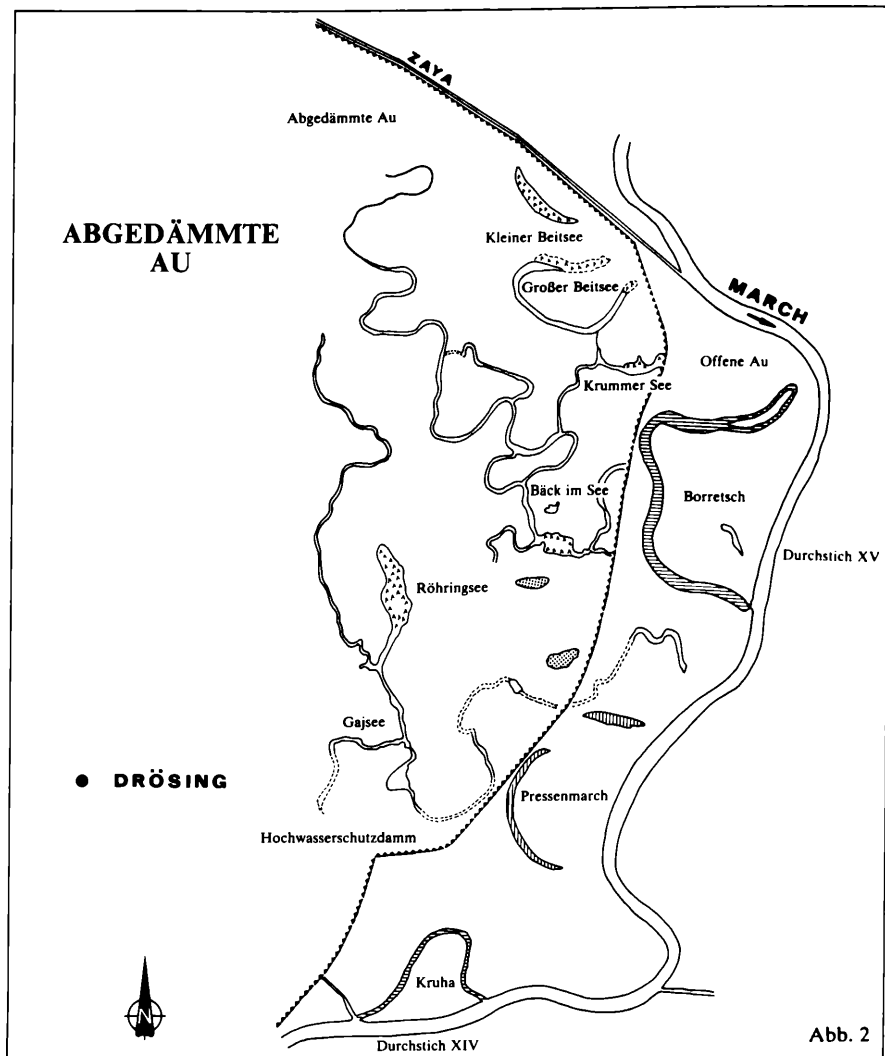 ZAYA
Abgedämmte Au
ABGEDÄMMTE
AU
Kleiner Beitsee
Großer Beitsee
MARCH
Offene Au
Krummer See
Bäck im See
Borretsch
Durchstich XV
Röhringsee
Gajsee
DRÖSING
Pressenmarch
Hochwasserschutzdamm
Kruha
N
Durchstich XIV
Abb. 2